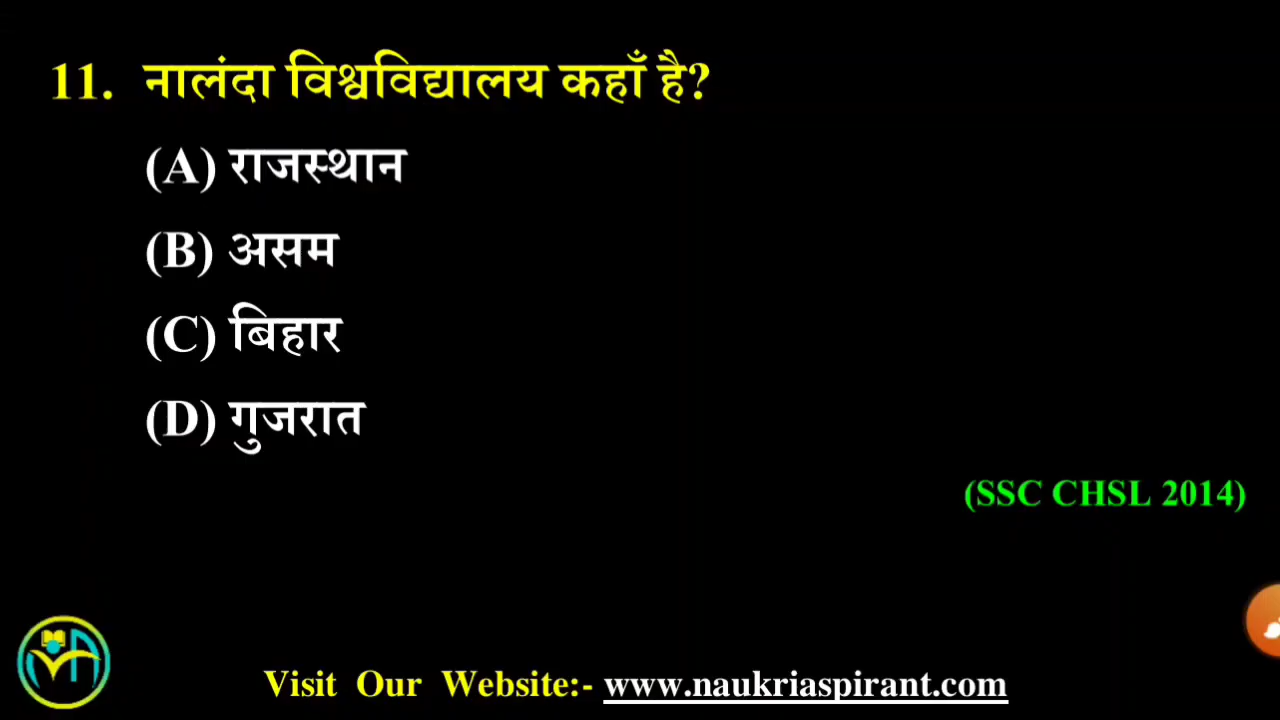 11. नालंदा विश्वविद्यालय कहाँ है?
(A) राजस्थान
(B) असम
(C) बिहार
(D) गुजरात
(SSC CHSL 2014)
Visit Our Website:- www.naukriaspirant.com